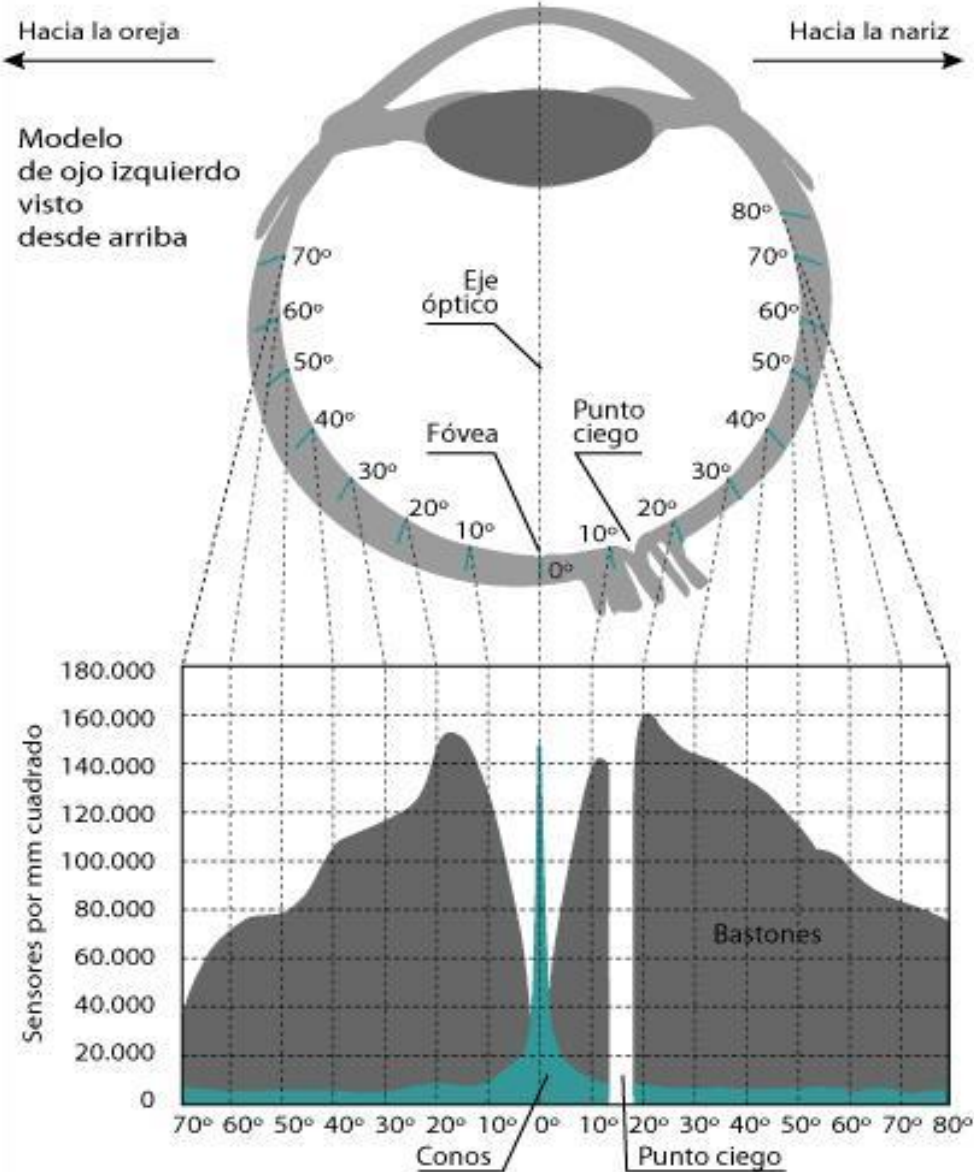 Hacia la oreja
Hacia la nariz
Modelo
de ojo izquierdo
visto
desde arriba
80º
70º
70º
Eje
óptico
60º
60º
50º
50º
40º
Fóvea
Punto
ciego
40º
30º
30º
20º
20º
10º
10º
0º
180.000
160.000
140.000
120.000
100.000
80.000
60.000
40.000
20.000
0
Sensores por mm cuadrado
Bastones
70º 60º 50º 40º 30º 20º 10º 0º 10º 20º 30º 40º 50º 60º 70º 80º
Conos
Punto ciego